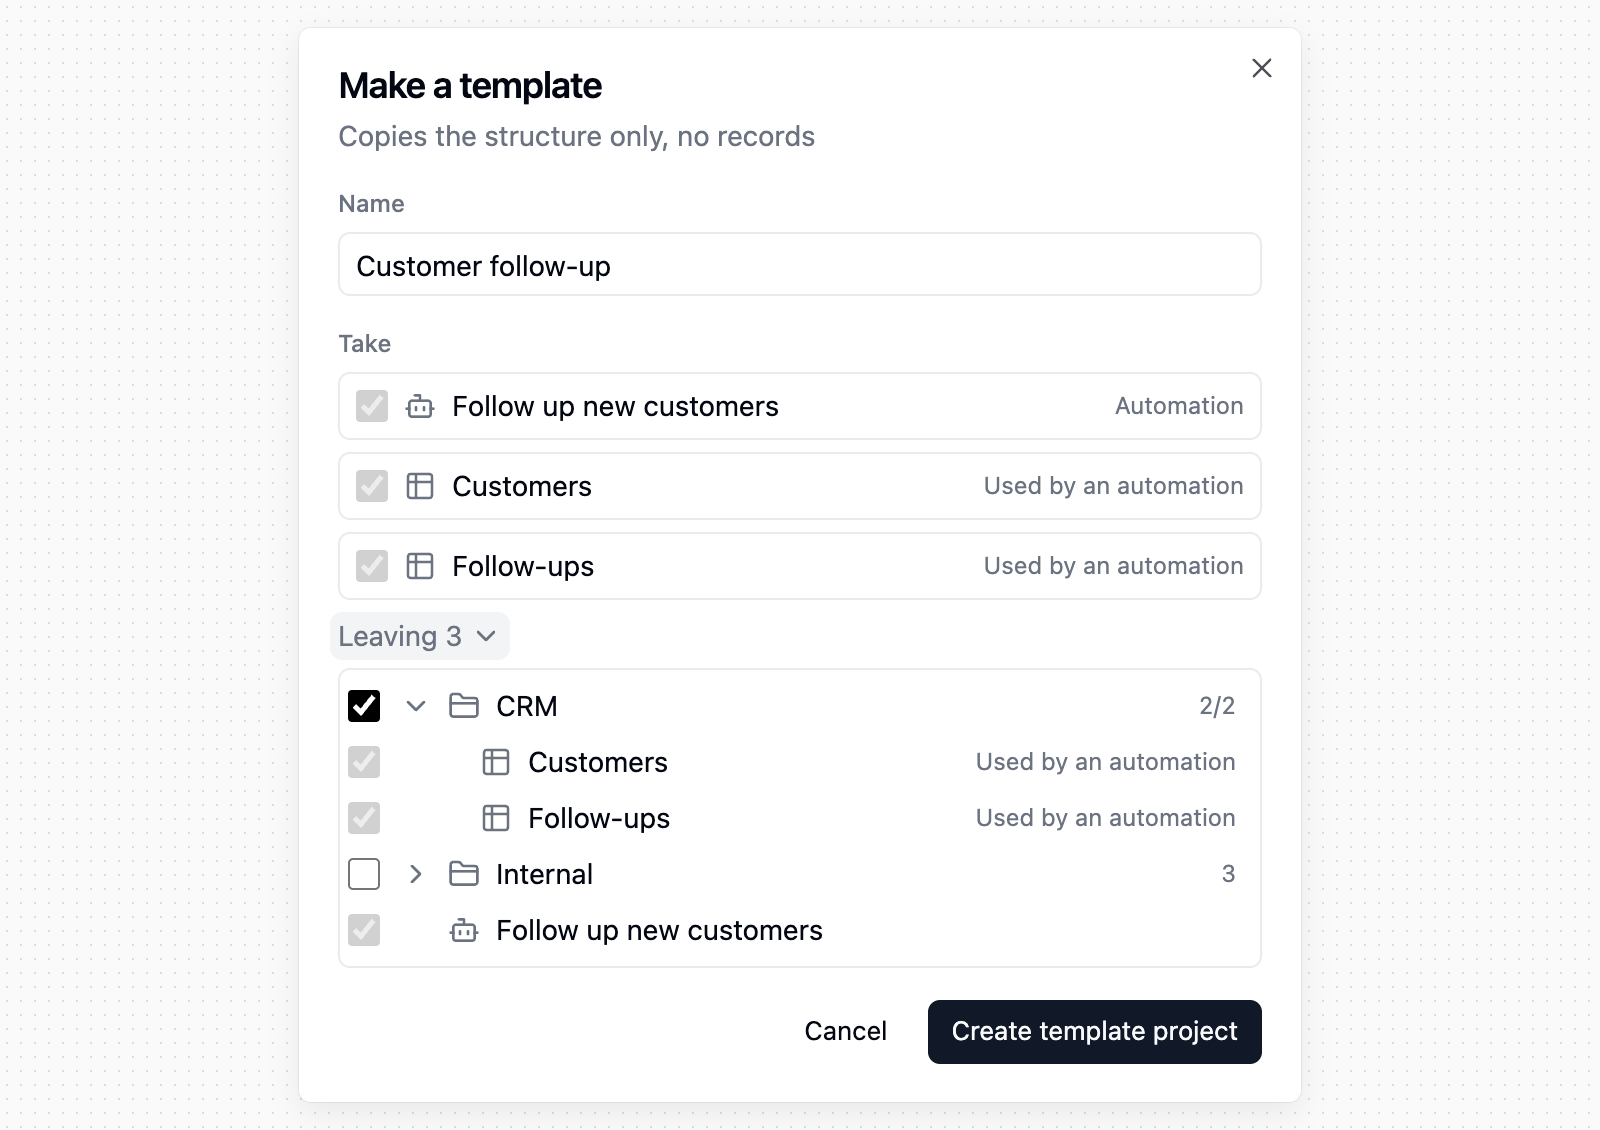 Make a template
Copies the structure only, no records
Name
Customer follow-up
Take
Follow up new customers Automation
Customers Used by an automation
Follow-ups Used by an automation
Leaving 3
CRM 2/2
Customers Used by an automation
Follow-ups Used by an automation
Internal 3
Follow up new customers
Cancel Create template project